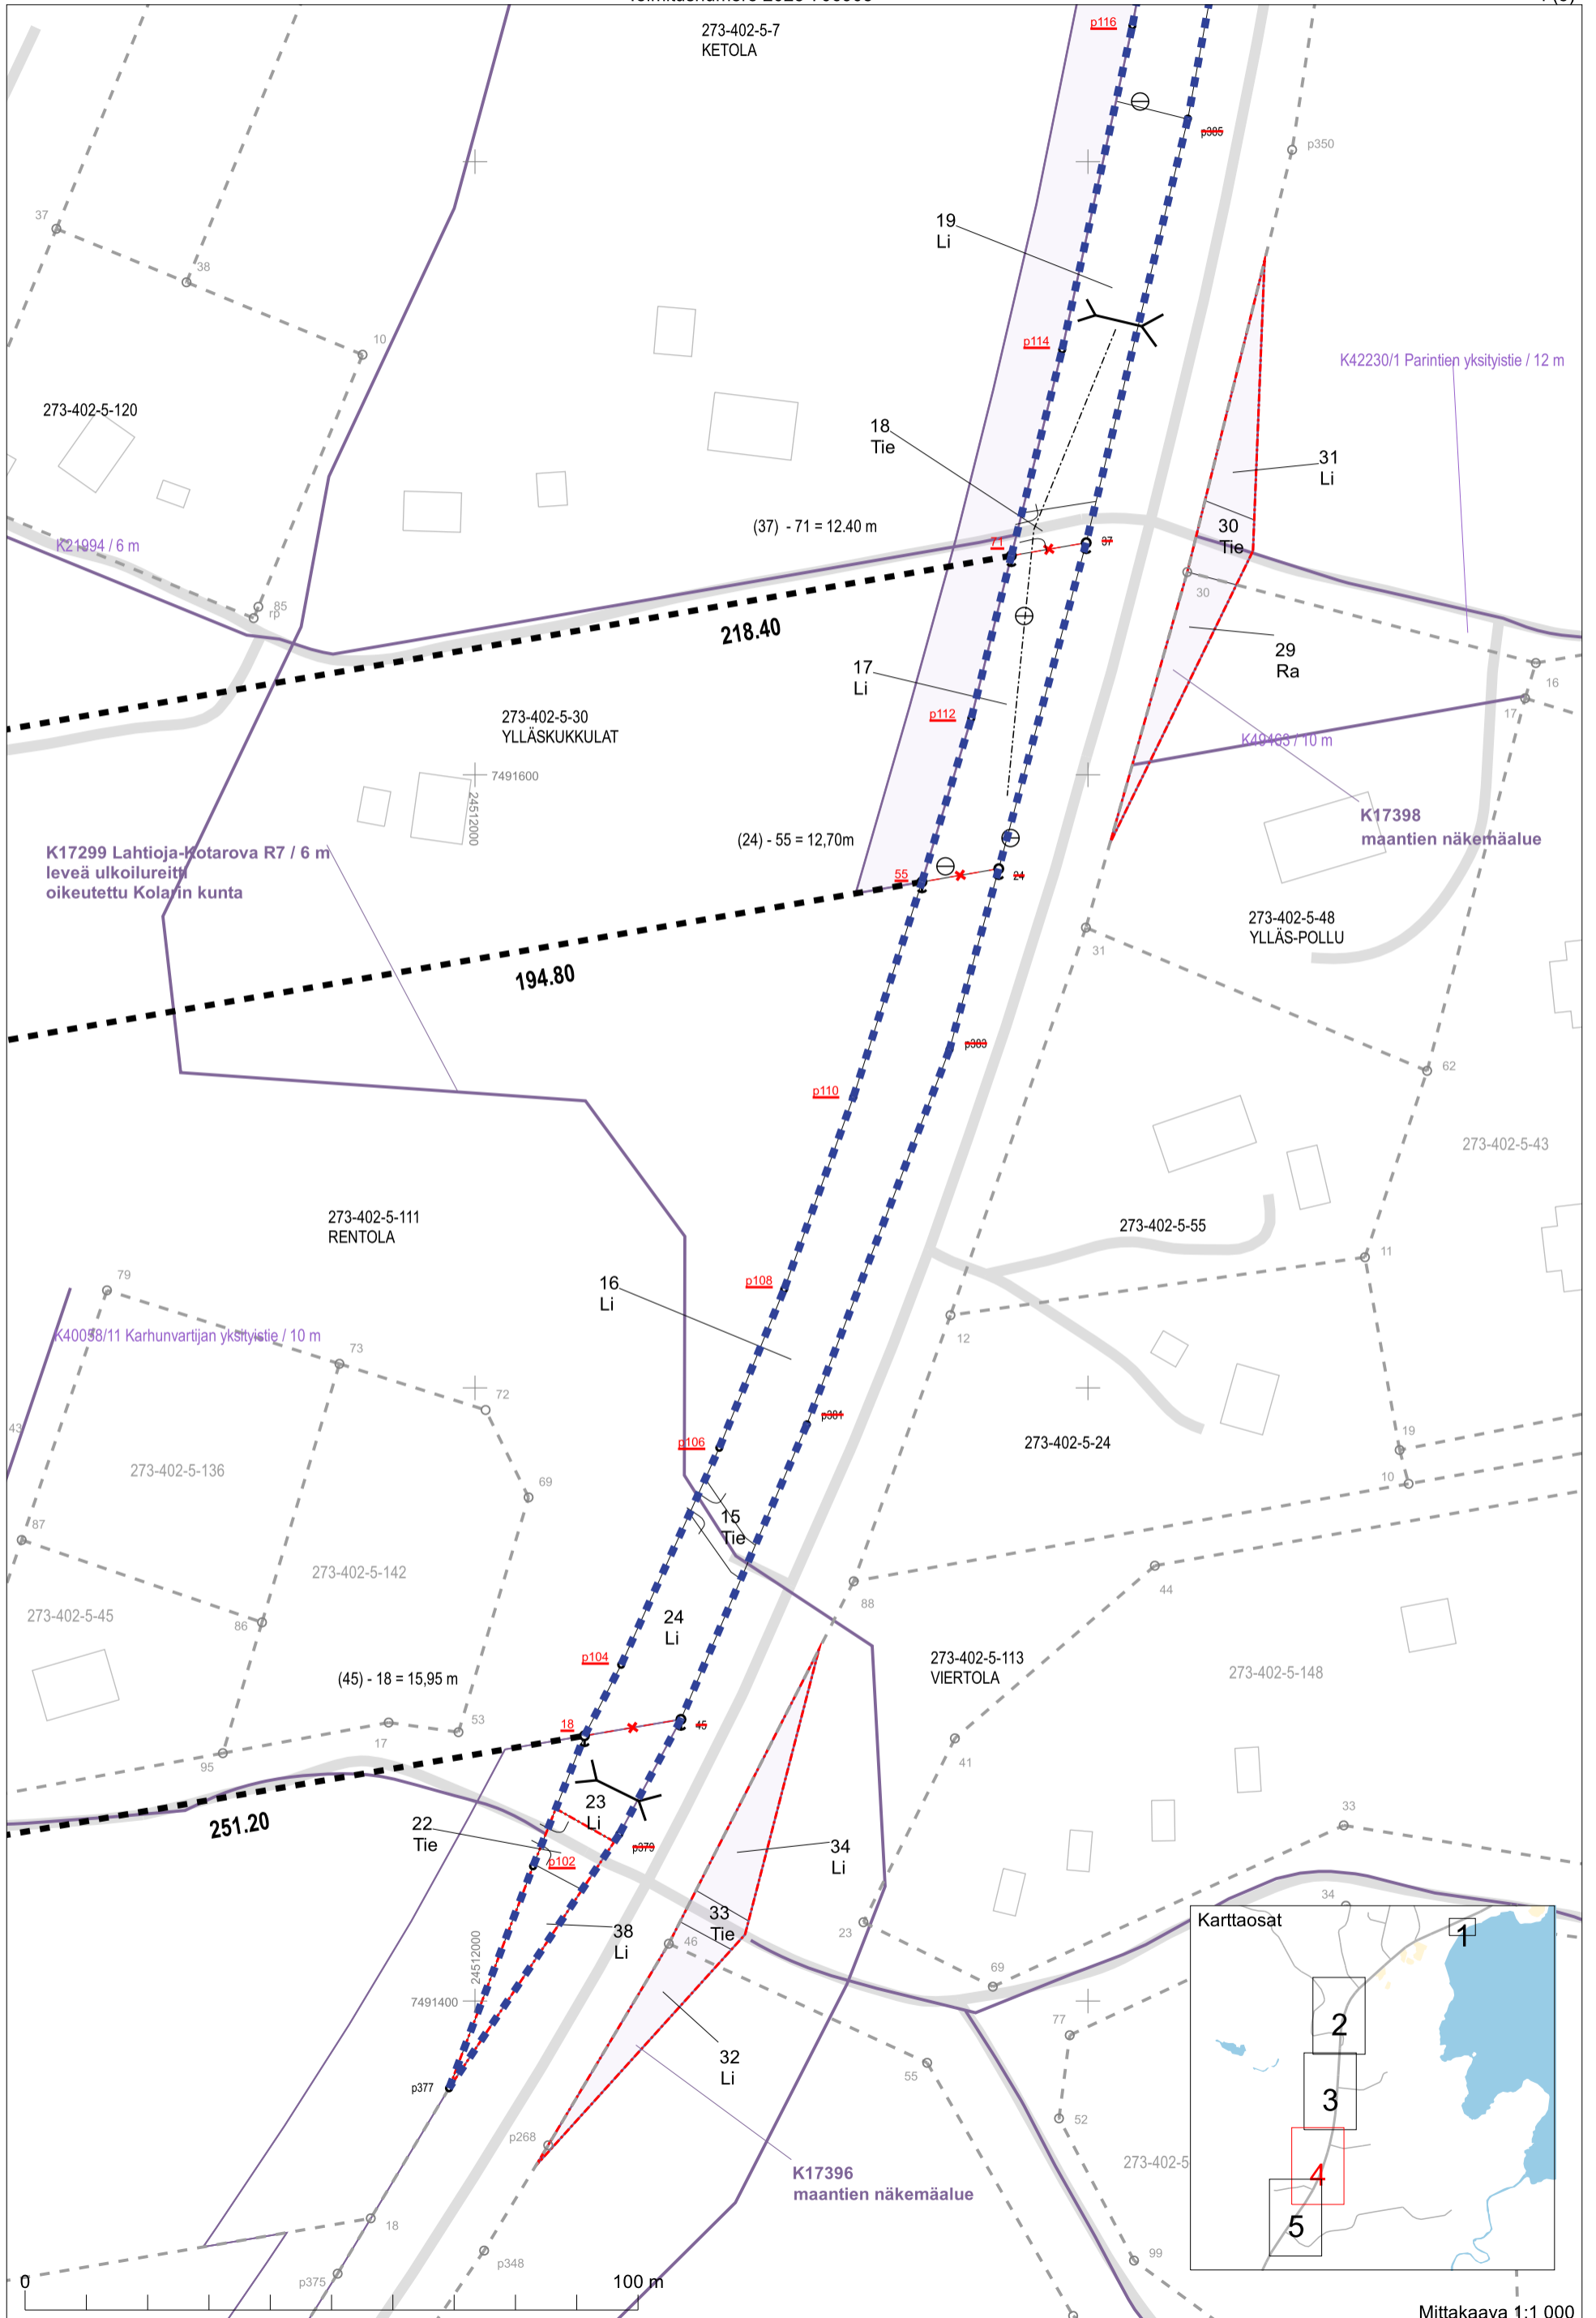 273-402-5-7
KETOLA
p116
p385
p350
37
38
10
19
Li
p114
K42230/1 Parintien yksityistie / 12 m
273-402-5-120
18
Tie
31
Li
(37) - 71 = 12.40 m
K21994 / 6 m
71
37
30
Tie
85
rp
30
218.40
29
Ra
16
17
Li
17
273-402-5-30
YLLÄSKUKKULAT
p112
K49463 / 10 m
7491600
24512000
K17398
maantien näkemäalue
(24) - 55 = 12,70m
K17299 Lahtioja-Kotarova R7 / 6 m
leveä ulkoilureitti
oikeutettu Kolarin kunta
55
24
273-402-5-48
YLLÄS-POLLU
31
194.80
p383
62
p110
273-402-5-43
273-402-5-111
RENTOLA
273-402-5-55
11
79
16
Li
p108
12
K40058/11 Karhunvartijan yksityistie / 10 m
73
72
p381
43
19
p106
273-402-5-24
273-402-5-136
10
69
87
15
Tie
273-402-5-142
44
88
273-402-5-45
86
24
Li
p104
273-402-5-113
VIERTOLA
273-402-5-148
(45) - 18 = 15,95 m
18
45
53
17
95
41
23
Li
33
251.20
22
Tie
p379
34
Li
p102
34
33
Tie
Karttaosat
1
38
Li
46
23
24512000
69
7491400
77
2
32
Li
55
3
p377
52
p268
273-402-5
K17396
maantien näkemäalue
4
18
5
p348
99
p375
0
100 m
Mittakaava 1:1 000